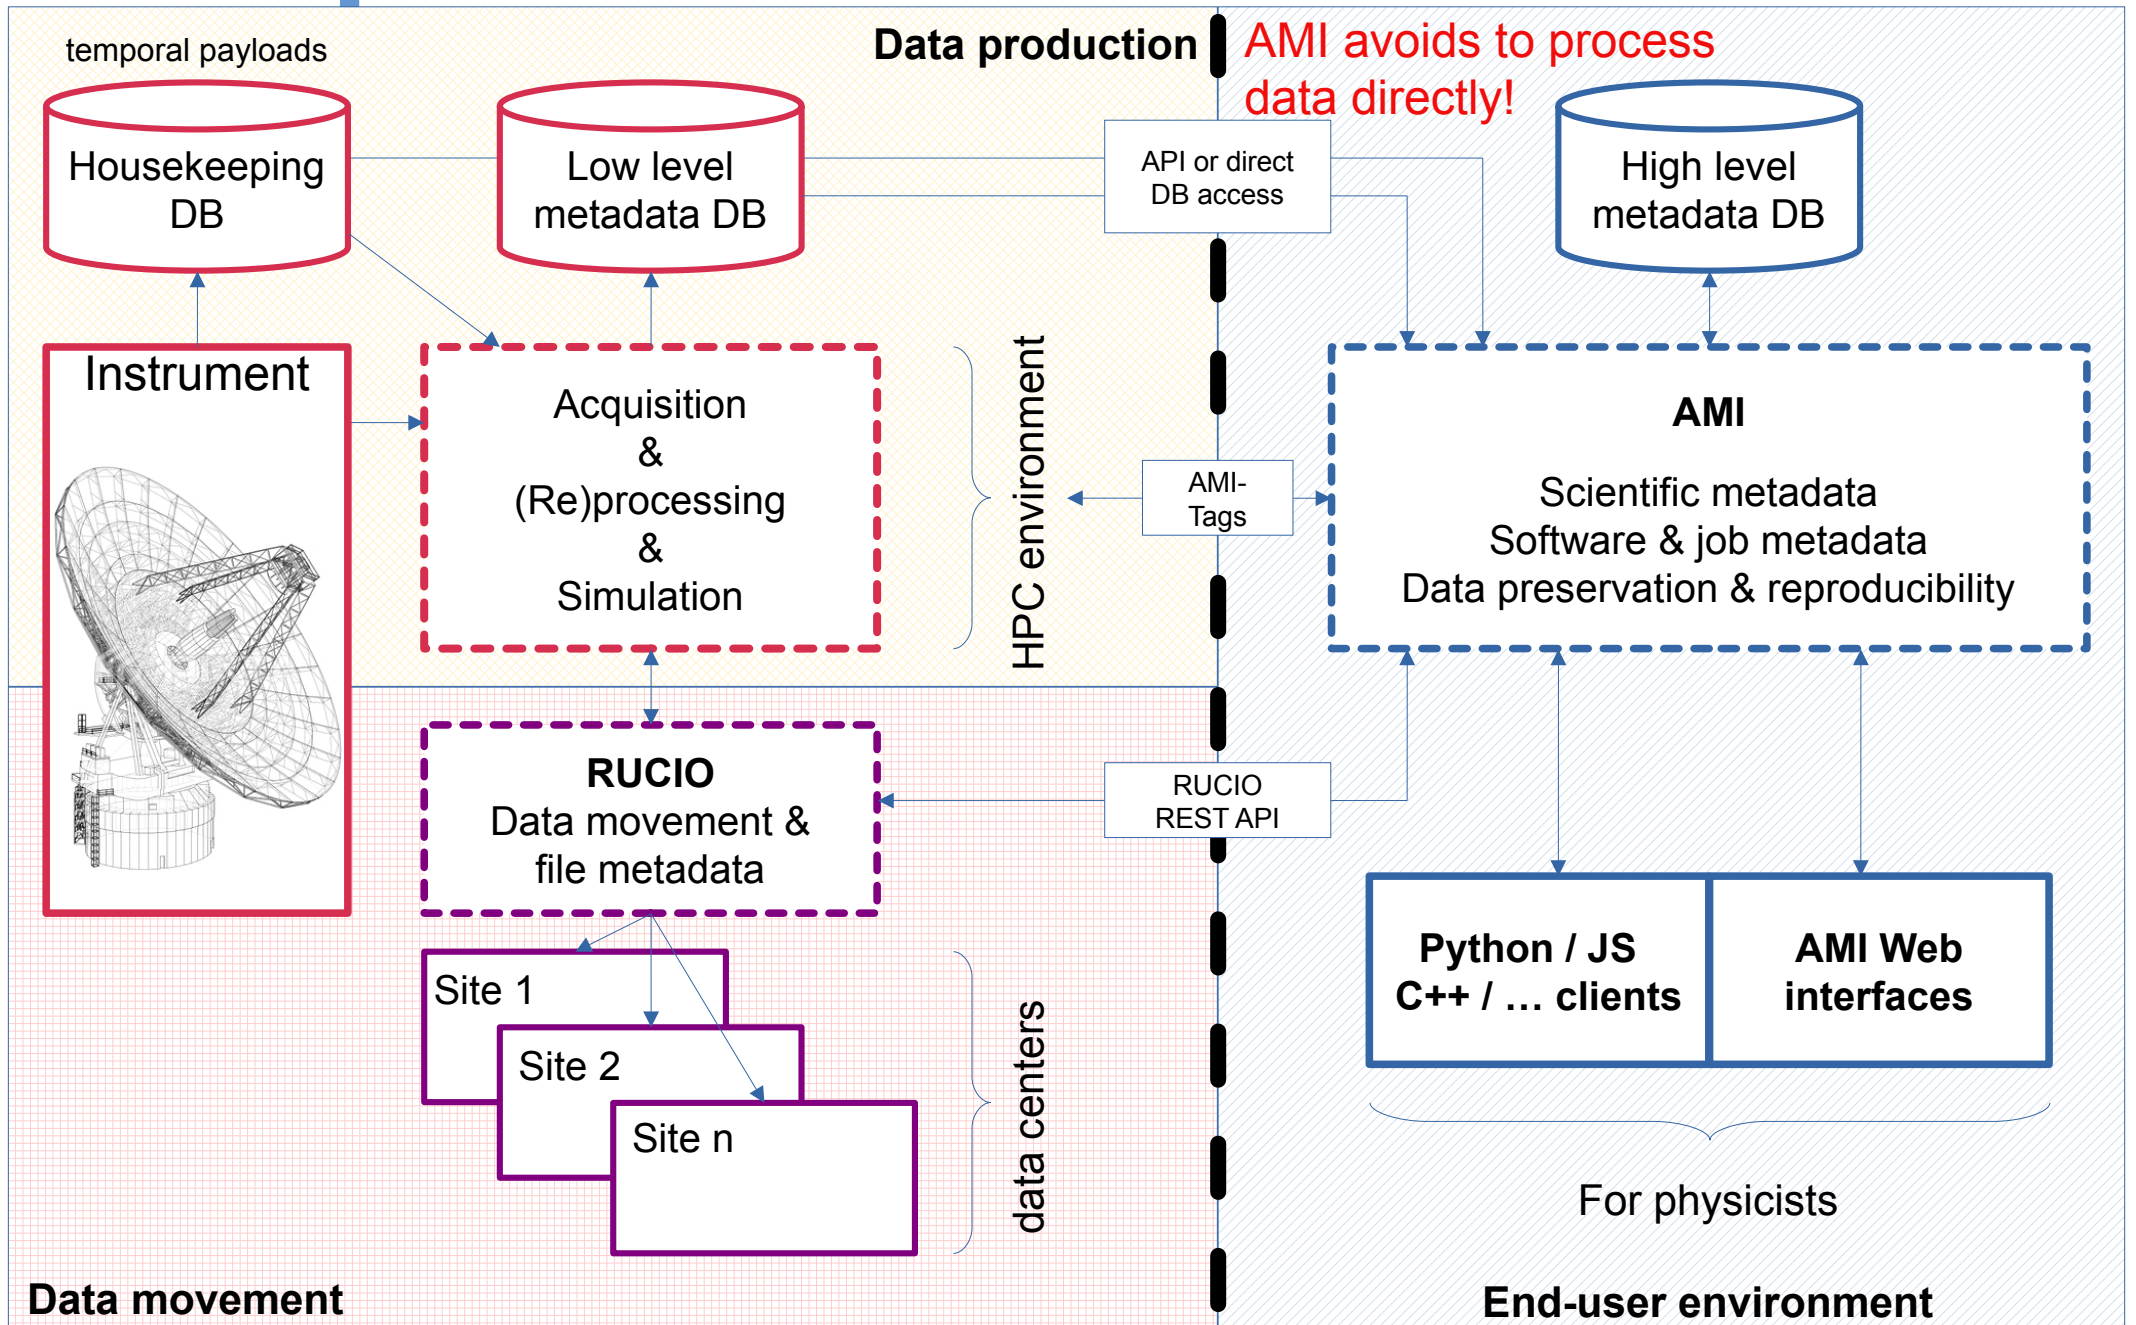 temporal payloads
Data production
AMI avoids to process
data directly!
Housekeeping
DB
Low level
metadata DB
API or direct
DB access
High level
metadata DB
Instrument
Acquisition
&
(Re)processing
&
Simulation
HPC environment
AMI-
Tags
AMI
Scientific metadata
Software & job metadata
Data preservation & reproducibility
RUCIO
Data movement &
file metadata
RUCIO
REST API
Site 1
Site 2
Site n
data centers
Python / JS
C++ / … clients
AMI Web
interfaces
For physicists
Data movement
End-user environment